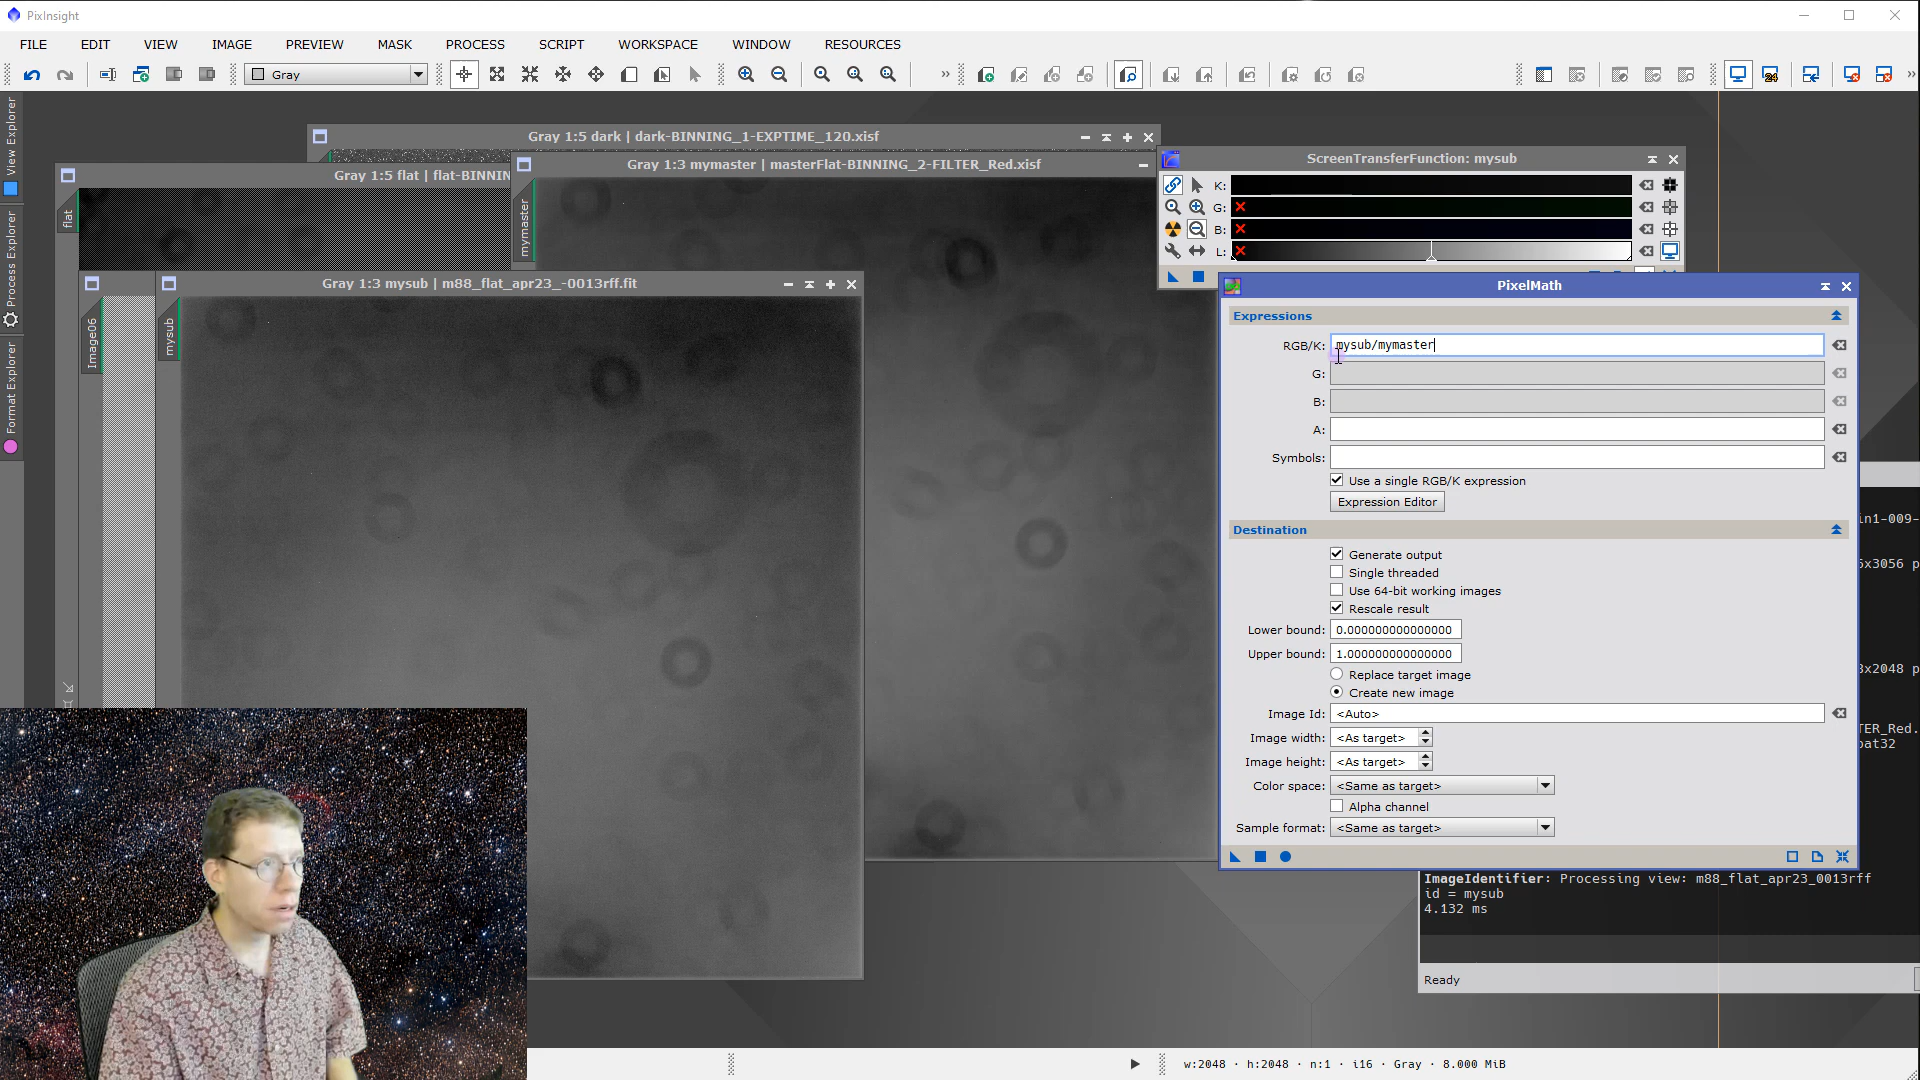 PixInsight
FILE EDIT VIEW IMAGE PREVIEW MASK PROCESS SCRIPT WORKSPACE WINDOW RESOURCES
Gray
24
View Explorer
Process Explorer
Format Explorer
Gray 1:5 dark | dark-BINNING_1-EXPTIME_120.xisf
Gray 1:3 mymaster | masterFlat-BINNING_2-FILTER_Red.xisf
Gray 1:5 flat | flat-BINNIN
flat
mymaster
Gray 1:3 mysub | m88_flat_apr23_-0013rff.fit
Image06
mysub
ScreenTransferFunction: mysub
K:
G:
B:
L:
PixelMath
Expressions
RGB/K: mysub/mymaster
G:
B:
A:
Symbols:
Use a single RGB/K expression
Expression Editor
Destination
Generate output
Single threaded
Use 64-bit working images
Rescale result
Lower bound: 0.000000000000000
Upper bound: 1.000000000000000
Replace target image
Create new image
Image Id: <Auto>
Image width: <As target>
Image height: <As target>
Color space: <Same as target>
Alpha channel
Sample format: <Same as target>
in1-009-
x3056 p
x2048 p
TER_Red.
oat32
ImageIdentifier: Processing view: m88_flat_apr23_0013rff
id = mysub
4.132 ms
Ready
w:2048 · h:2048 · n:1 · i16 · Gray · 8.000 MiB